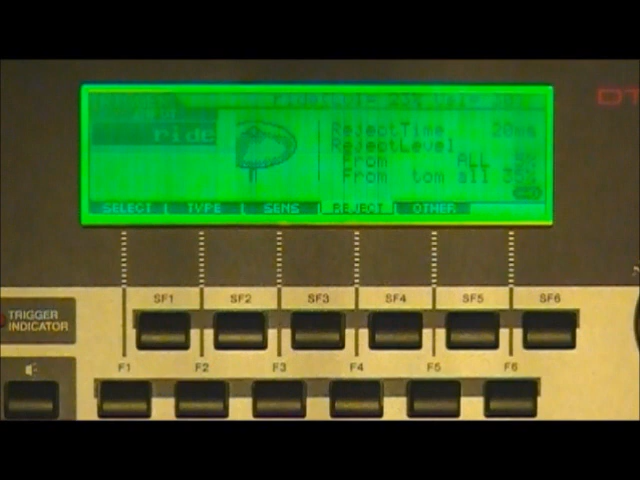 DT
ride
RejectTime 20ms
RejectLevel
From ALL
From tom all
SELECT TYPE SENS REJECT OTHER
SF1 SF2 SF3 SF4 SF5 SF6
TRIGGER
INDICATOR
F1 F2 F3 F4 F5 F6